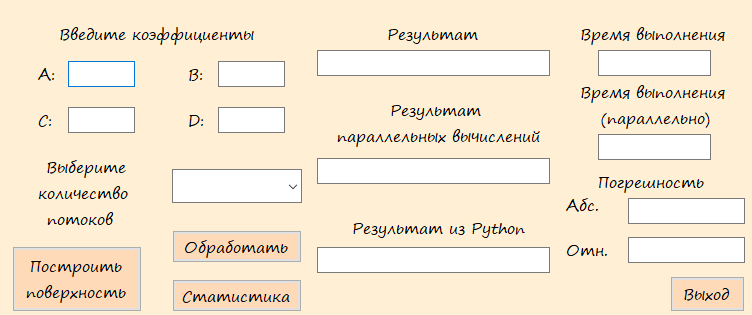 Введите коэффициенты
A:
B:
C:
D:
Выберите
количество
потоков
Построить
поверхность
Обработать
Статистика
Результат
Результат
параллельных вычислений
Результат из Python
Время выполнения
Время выполнения
(параллельно)
Погрешность
Абс.
Отн.
Выход